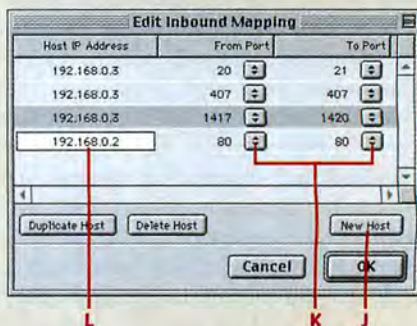 Edit Inbound Mapping
Host IP Address From Port To Port
192.168.0.3 20 21
192.168.0.3 407 407
192.168.0.3 1417 1420
192.168.0.2 80 80
Duplicate Host Delete Host New Host
Cancel OK
L K J